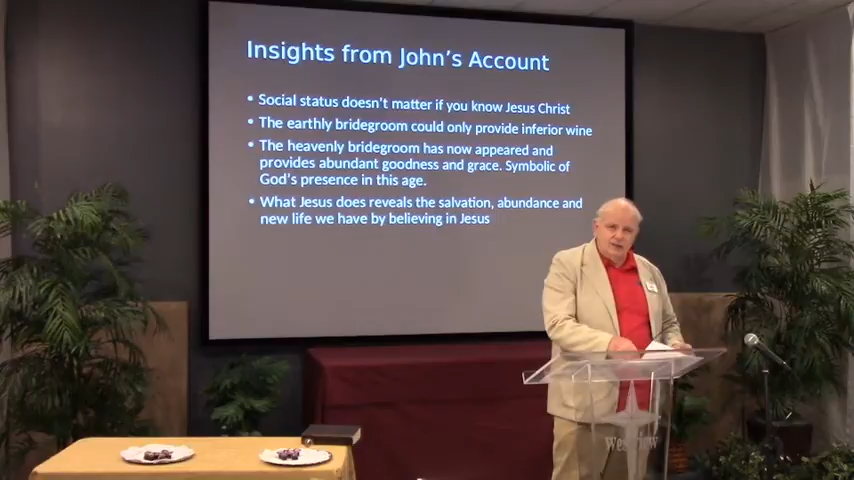 Insights from John's Account
• Social status doesn't matter if you know Jesus Christ
• The earthly bridegroom could only provide inferior wine
• The heavenly bridegroom has now appeared and
provides abundant goodness and grace. Symbolic of
God's presence in this age.
• What Jesus does reveals the salvation, abundance and
new life we have by believing in Jesus
westview